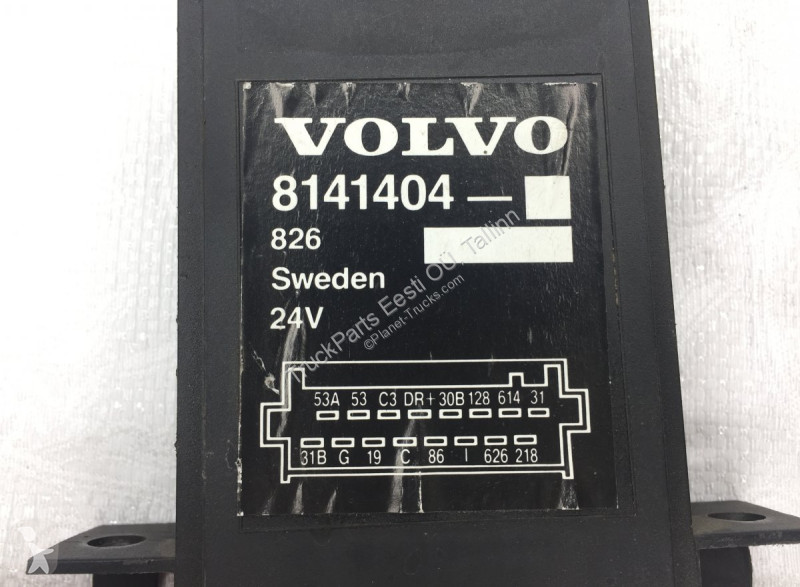 VOLVO
8141404 —
826
Sweden
24V
53A 53 C3 DR+ 30B 128 614 31
31B G 19 C 86 I 626 218
TruckParts Eesti OÜ, Tallinn
©Planet-Trucks.com